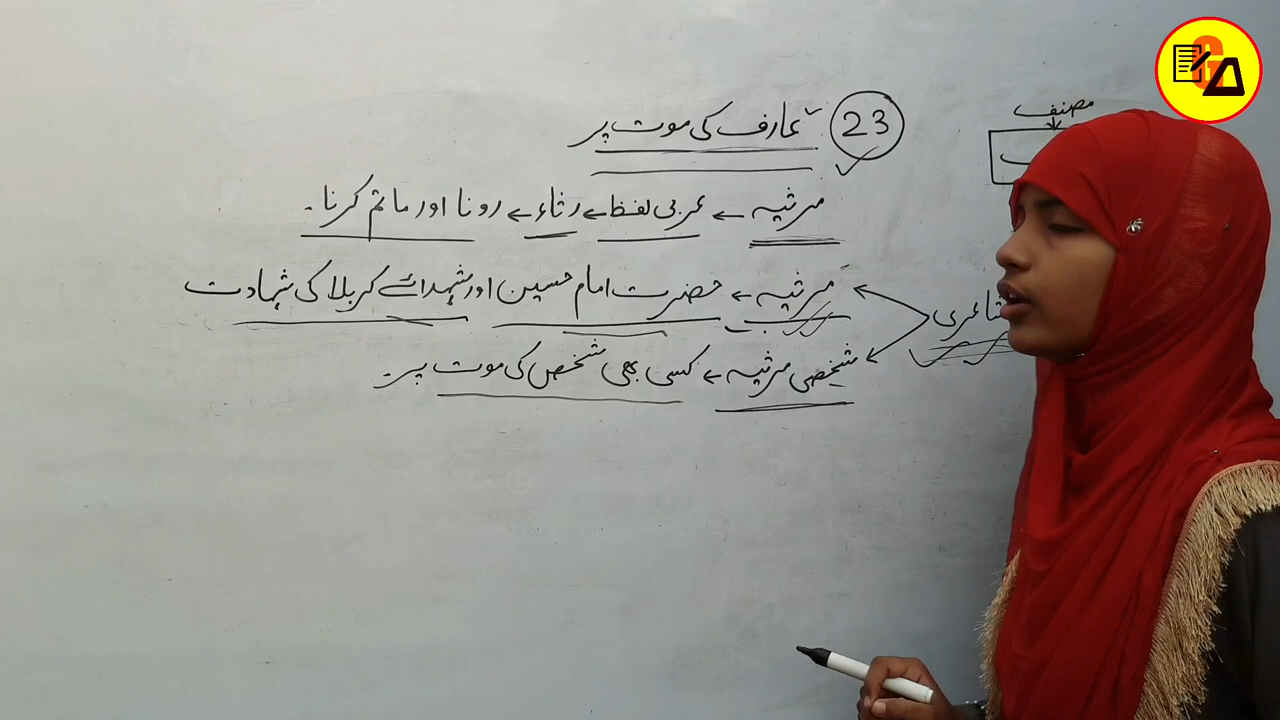 مصنف
23 عارف کی موت پر
مرثیہ ← عربی لفظ ← رثاء ← رونا اور ماتم کرنا۔
شاعری
مرثیہ ← حضرت امام حسین اور شہدائے کربلا کی شہادت
شخصی مرثیہ ← کسی بھی شخص کی موت پر۔
G